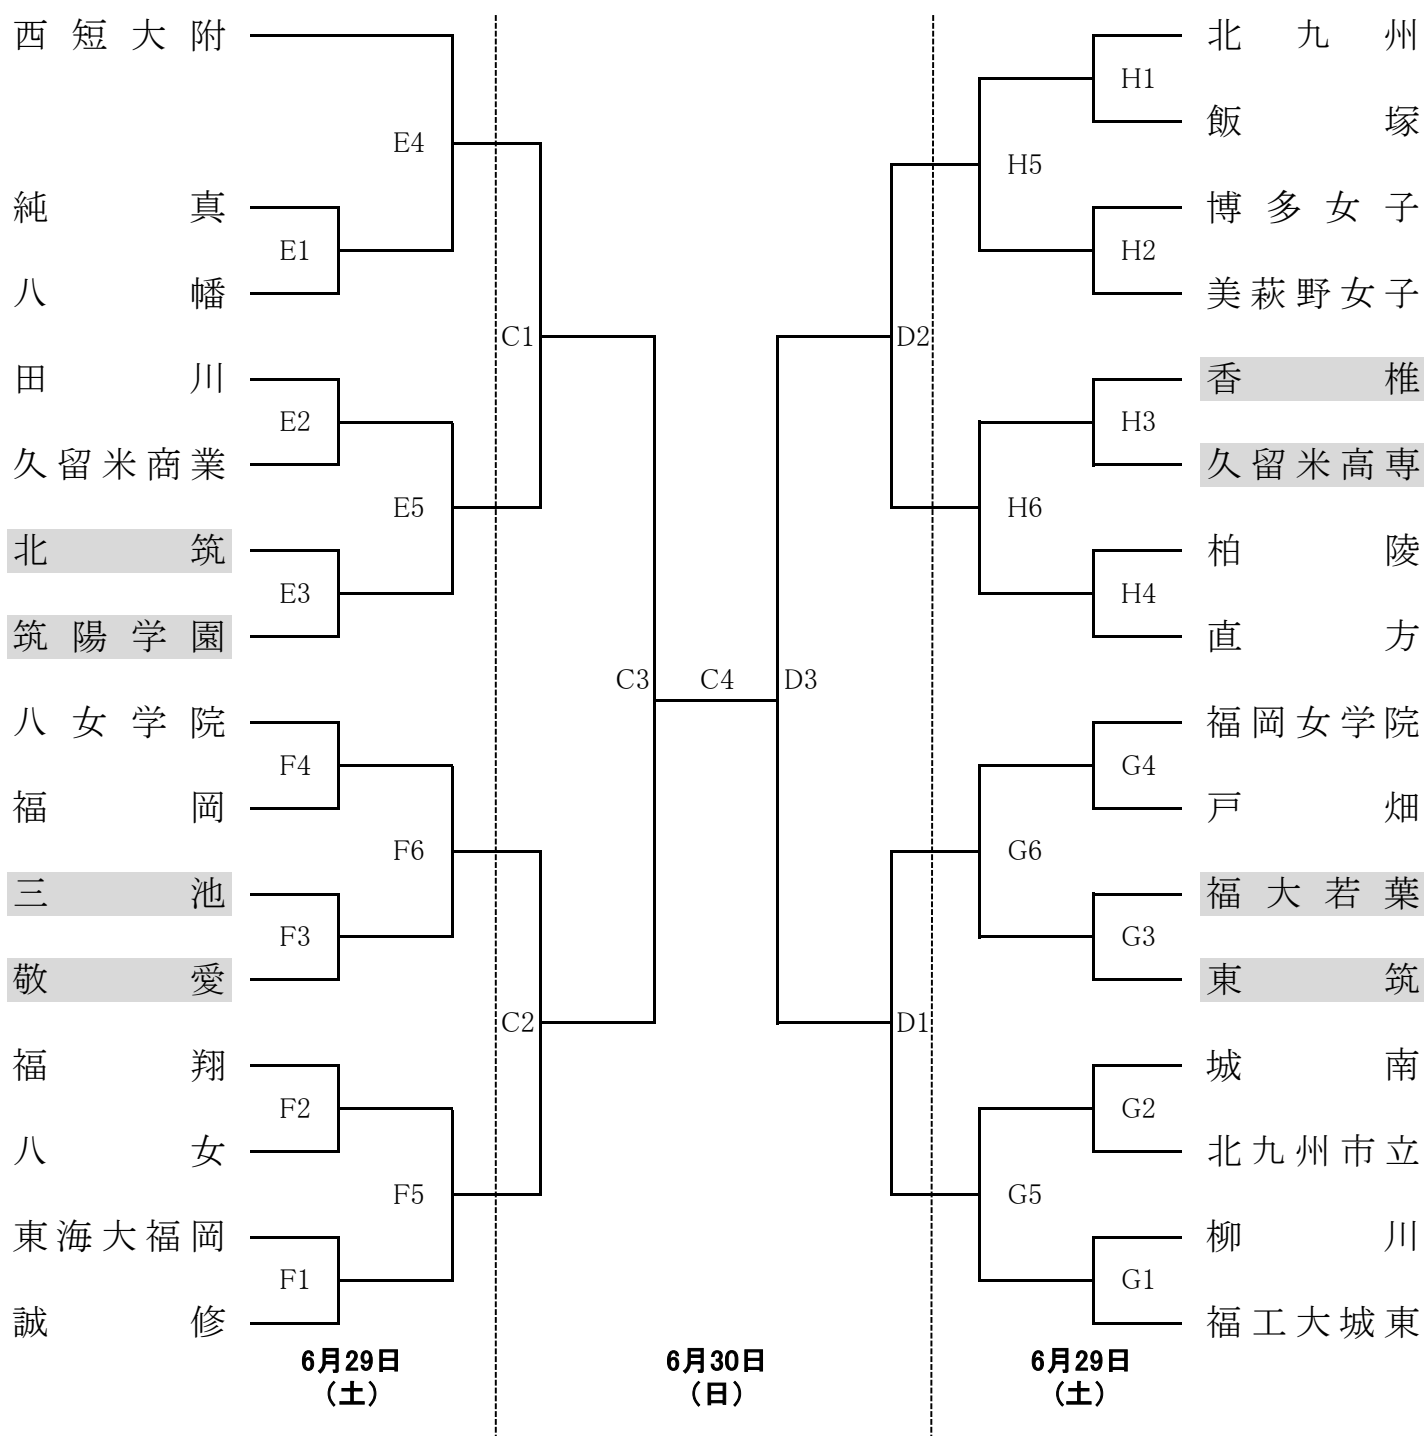 西短大附
E4
純真
E1
八幡
C1
田川
E2
久留米商業
E5
北筑
E3
筑陽学園
C3
八女学院
F4
福岡
F6
三池
F3
敬愛
C2
福翔
F2
八女
F5
東海大福岡
F1
誠修
6月29日
（土）
C4
6月30日
（日）
北九州
H1
飯塚
H5
博多女子
H2
美萩野女子
D2
香椎
H3
久留米高専
H6
柏陵
H4
直方
D3
福岡女学院
G4
戸畑
G6
福大若葉
G3
東筑
D1
城南
G2
北九州市立
G5
柳川
G1
福工大城東
6月29日
（土）